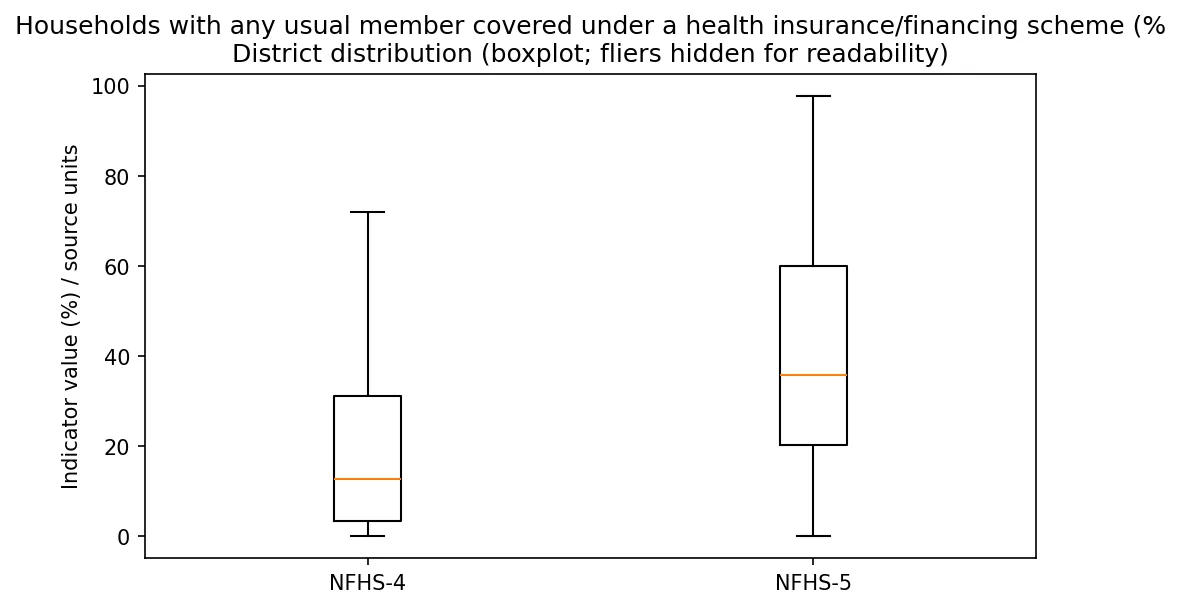 Households with any usual member covered under a health insurance/financing scheme (%
District distribution (boxplot; fliers hidden for readability)
Indicator value (%) / source units
100
80
60
40
20
0
NFHS-4
NFHS-5